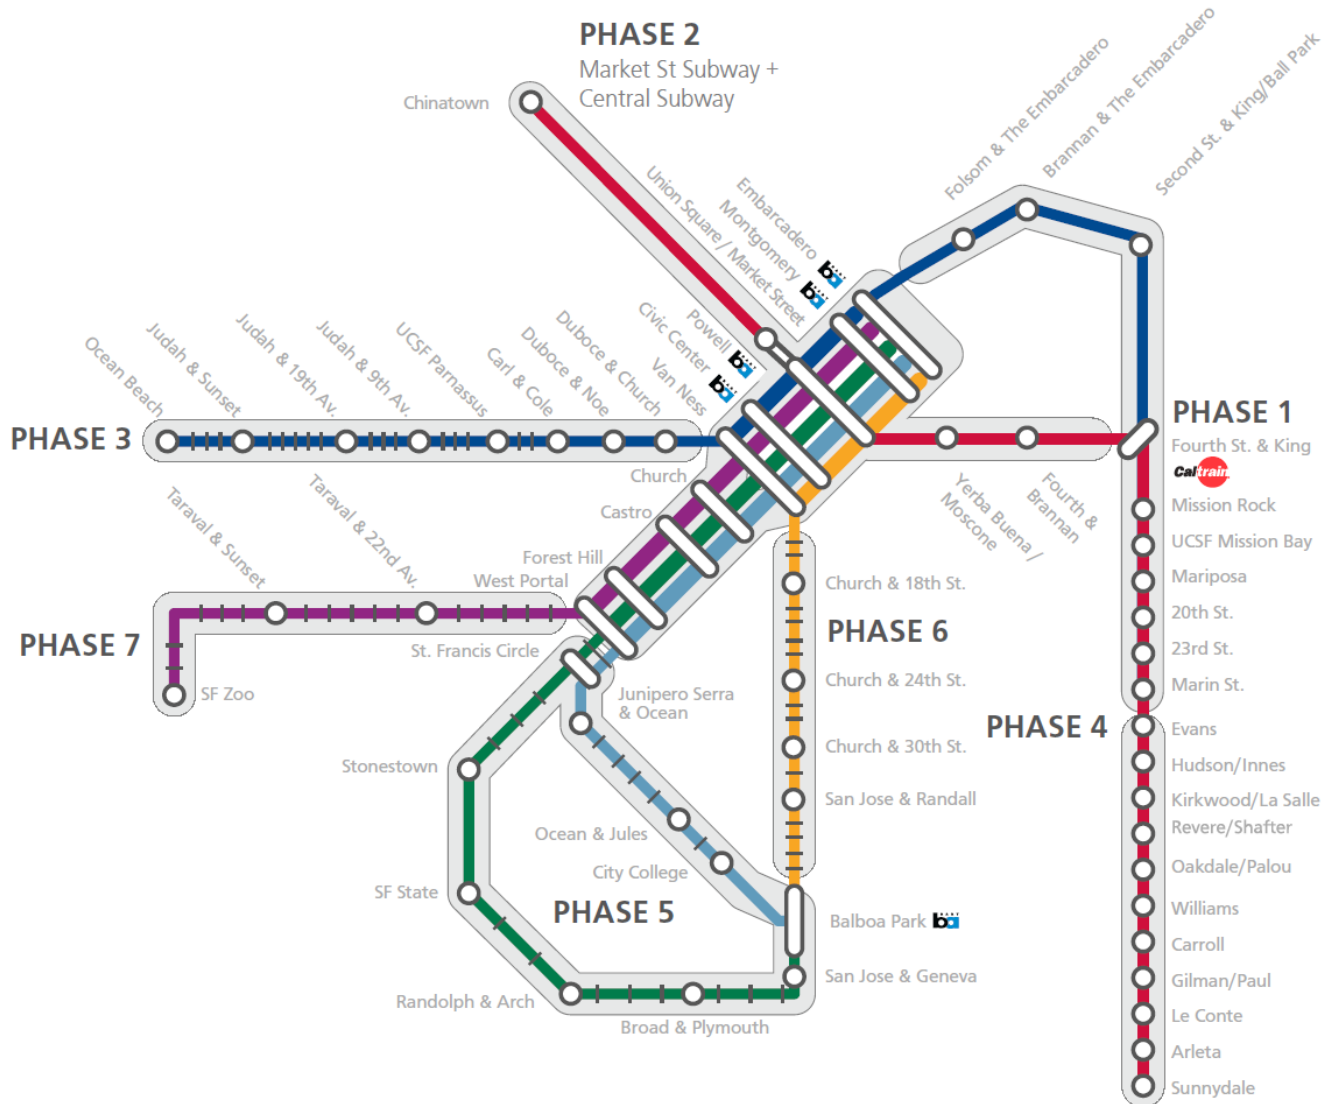 PHASE 2
Market St Subway +
Central Subway
Chinatown
Folsom & The Embarcadero
Brannan & The Embarcadero
Second St. & King/Ball Park
Embarcadero
ba
Montgomery
ba
Union Square / Market Street
Powell
ba
Civic Center
ba
Van Ness
Duboce & Church
Duboce & Noe
Carl & Cole
UCSF Parnassus
Judah & 9th Av.
Judah & 19th Av.
Judah & Sunset
Ocean Beach
PHASE 3
PHASE 1
Fourth St. & King
Caltrain
Yerba Buena /
Moscone
Fourth &
Brannan
Mission Rock
UCSF Mission Bay
Mariposa
20th St.
23rd St.
Marin St.
PHASE 4
Evans
Hudson/Innes
Kirkwood/La Salle
Revere/Shafter
Oakdale/Palou
Williams
Carroll
Gilman/Paul
Le Conte
Arleta
Sunnydale
Church
Castro
Forest Hill
West Portal
Taraval & Sunset
Taraval & 22nd Av.
PHASE 7
SF Zoo
St. Francis Circle
Junipero Serra
& Ocean
Church & 18th St.
PHASE 6
Church & 24th St.
Church & 30th St.
San Jose & Randall
Stonestown
Ocean & Jules
City College
SF State
PHASE 5
Balboa Park
ba
San Jose & Geneva
Randolph & Arch
Broad & Plymouth